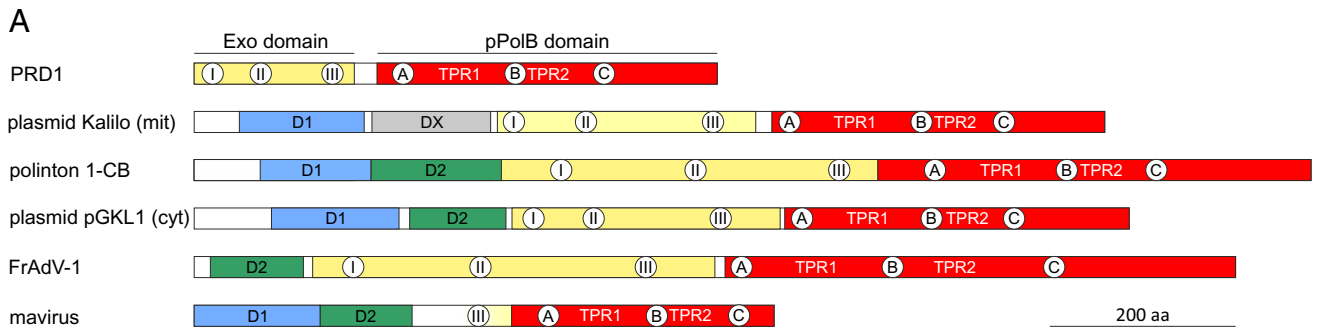 A
Exo domain pPolB domain
PRD1 I II III A TPR1 B TPR2 C
plasmid Kalilo (mit) D1 DX I II III A TPR1 B TPR2 C
polinton 1-CB D1 D2 I II III A TPR1 B TPR2 C
plasmid pGKL1 (cyt) D1 D2 I II III A TPR1 B TPR2 C
FrAdV-1 D2 I II III A TPR1 B TPR2 C
mavirus D1 D2 III A TPR1 B TPR2 C 200 aa